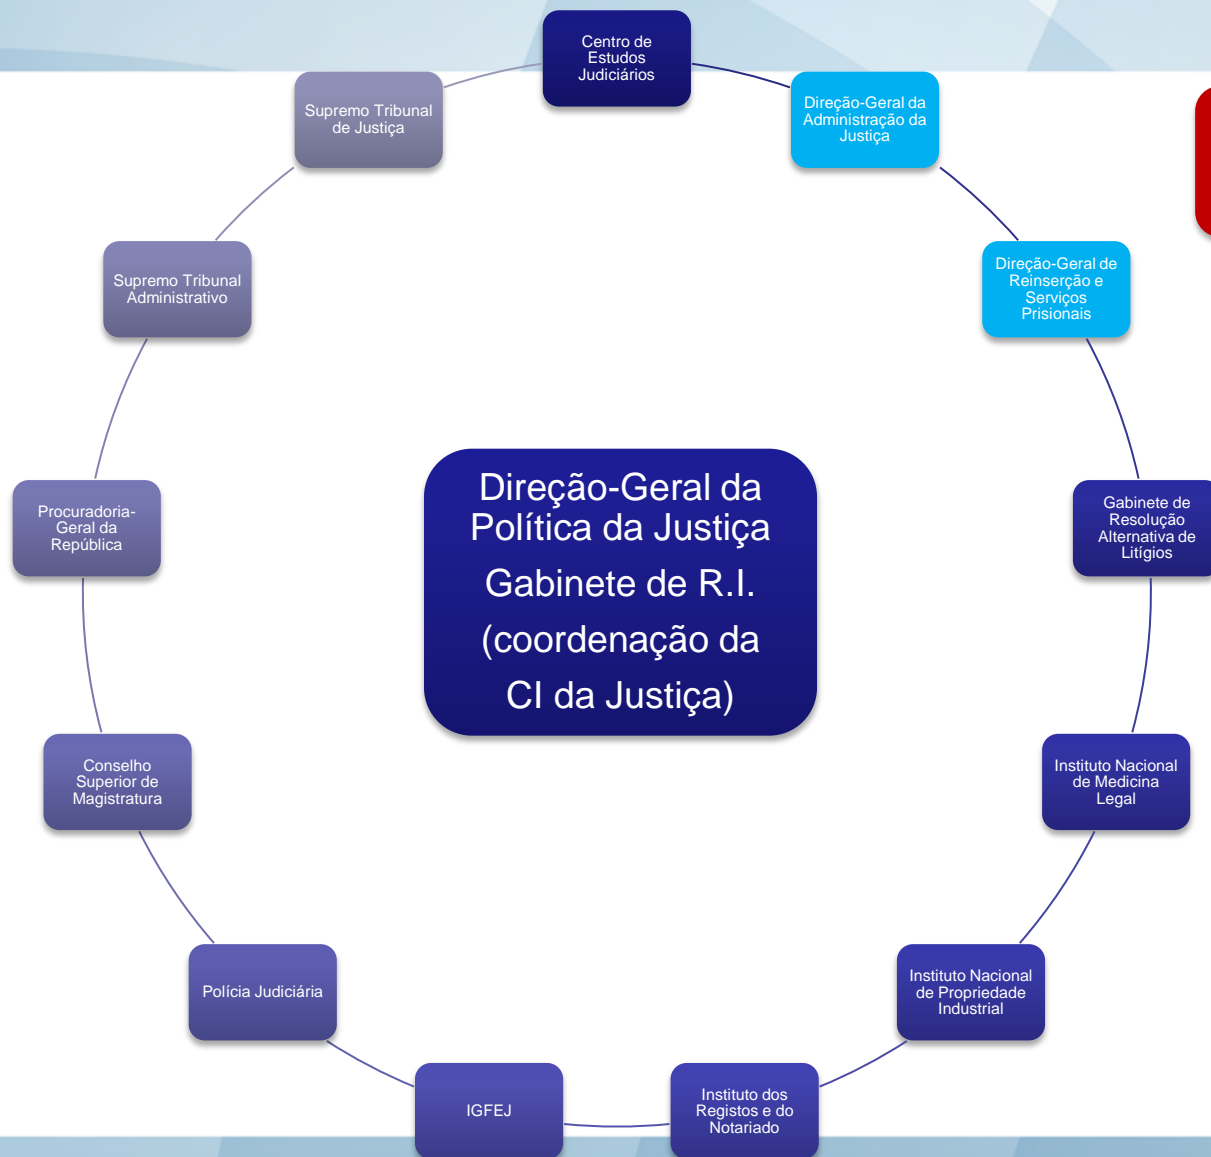 Centro de
Estudos
Judiciários
Direção-Geral da
Administração da
Justiça
Direção-Geral de
Reinserção e
Serviços
Prisionais
Gabinete de
Resolução
Alternativa de
Litígios
Instituto Nacional
de Medicina
Legal
Instituto Nacional
de Propriedade
Industrial
Instituto dos
Registos e do
Notariado
IGFEJ
Polícia Judiciária
Conselho
Superior de
Magistratura
Procuradoria-
Geral da
República
Supremo Tribunal
Administrativo
Supremo Tribunal
de Justiça
Direção-Geral da
Política da Justiça
Gabinete de R.I.
(coordenação da
CI da Justiça)